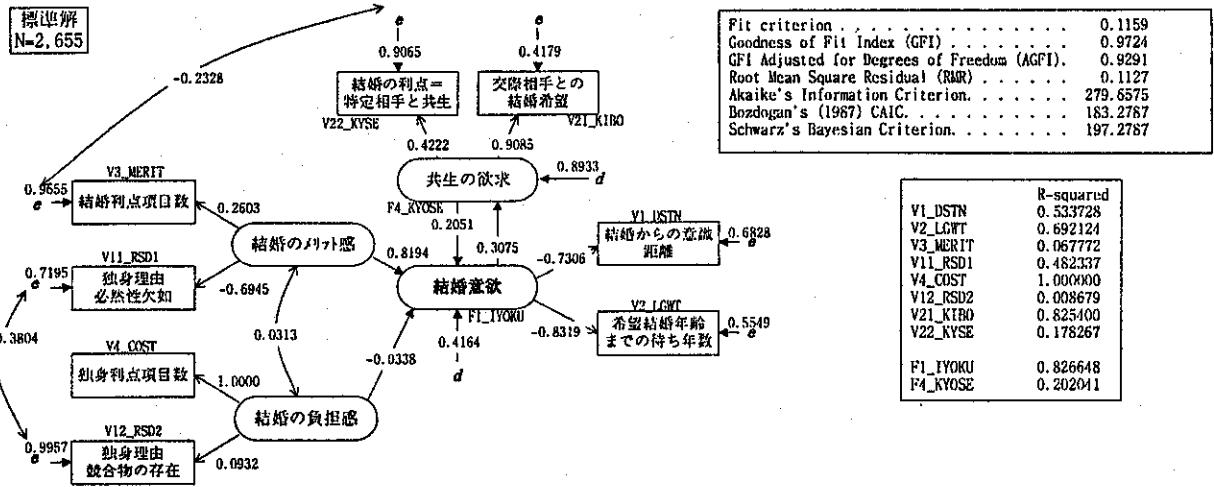 標準解
N=2,655
-0.2328
e
0.9065
結婚の利点=
特定相手と共生
V22_KYSE
0.4222
e
0.4179
交際相手との
結婚希望
V21_KIBO
0.9085
共生の欲求
F4_KYOSE
0.8933
d
0.2051
0.3075
V3_MERIT
0.9655
e
結婚利点項目数
0.2603
結婚のメリット感
0.8194
V11_RSD1
0.7195
e
独身理由
必然性欠如
-0.6945
結婚意欲
F1_IYOKU
0.4164
d
V1_DSTN
結婚からの意識
距離
0.6828
e
-0.7306
V2_LGWT
希望結婚年齢
までの待ち年数
0.5549
e
-0.8319
0.3804
0.0313
-0.0338
V4_COST
独身利点項目数
1.0000
結婚の負担感
V12_RSD2
0.9957
e
独身理由
競合物の存在
0.0932
Fit criterion . . . . . . . . . . . . 0.1159
Goodness of Fit Index (GFI) . . . . . . . 0.9724
GFI Adjusted for Degrees of Freedom (AGFI). 0.9291
Root Mean Square Residual (RMR) . . . . . 0.1127
Akaike's Information Criterion. . . . . . 279.6575
Bozdogan's (1987) CAIC. . . . . . . . . 183.2787
Schwarz's Bayesian Criterion. . . . . . . 197.2787
R-squared
V1_DSTN 0.533728
V2_LGWT 0.692124
V3_MERIT 0.067772
V11_RSD1 0.482337
V4_COST 1.000000
V12_RSD2 0.008679
V21_KIBO 0.825400
V22_KYSE 0.178267
F1_IYOKU 0.826648
F4_KYOSE 0.202041